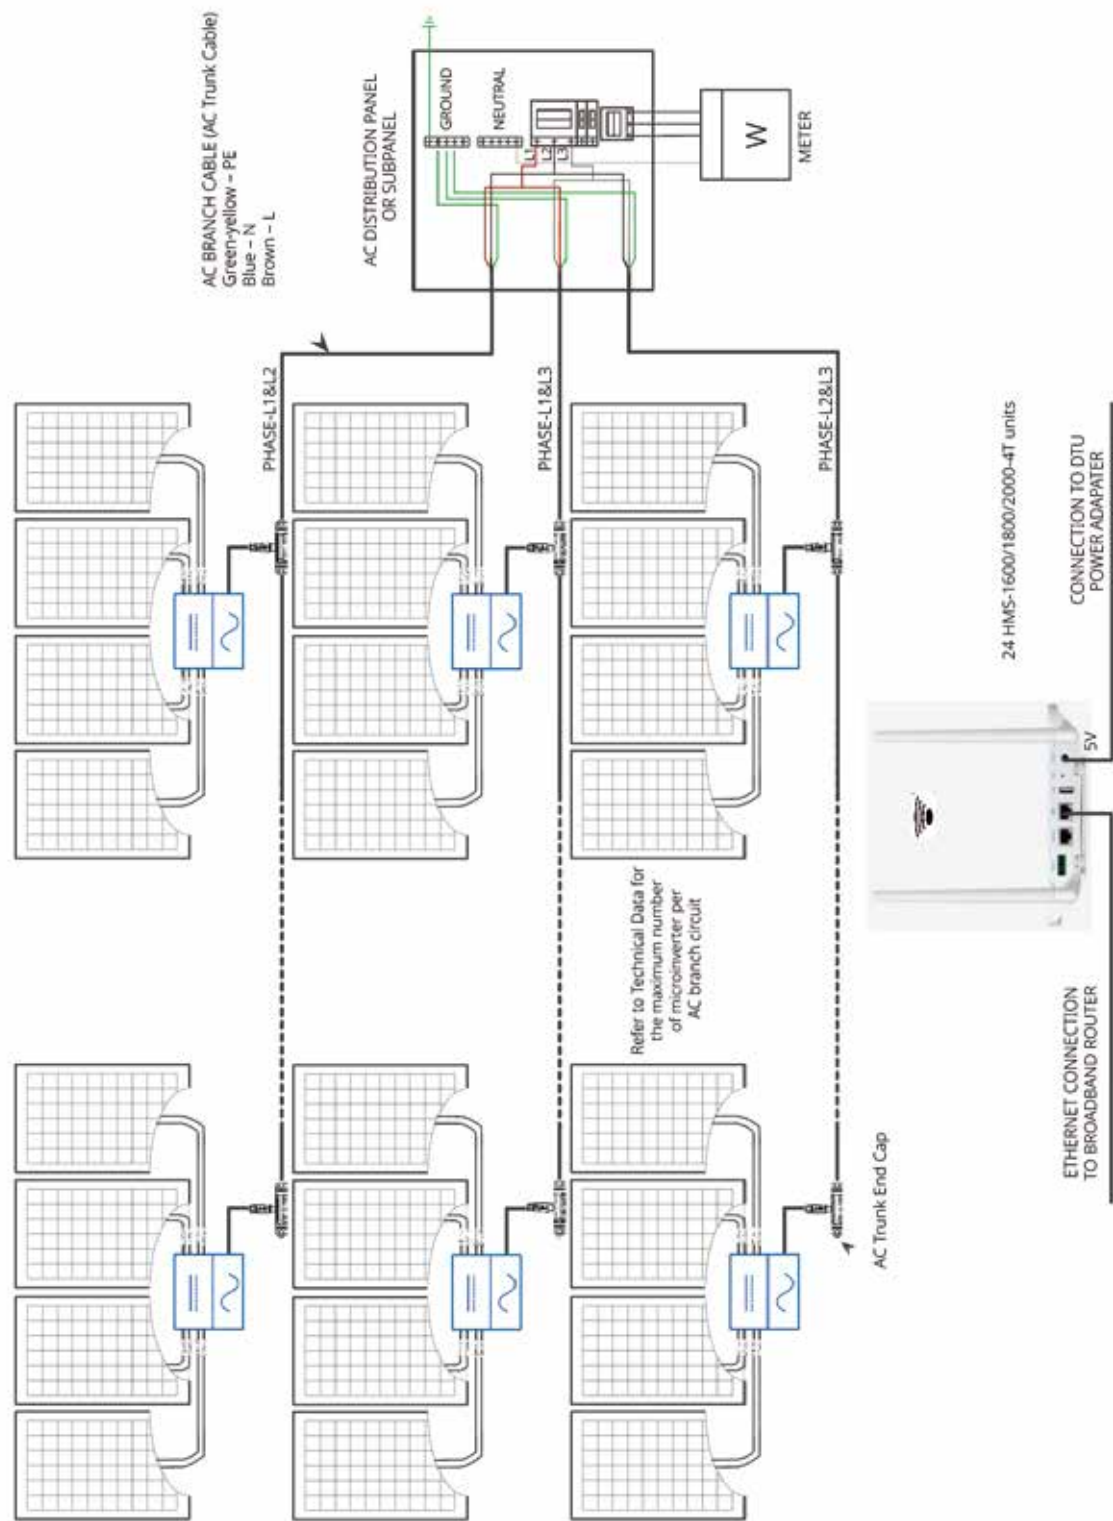 AC BRANCH CABLE (AC Trunk Cable)
Green-yellow – PE
Blue – N
Brown – L
AC DISTRIBUTION PANEL
OR SUBPANEL
GROUND
NEUTRAL
L1
L2
L3
W
METER
PHASE-L1&L2
PHASE-L1&L3
PHASE-L2&L3
Refer to Technical Data for
the maximum number
of microinverter per
AC branch circuit
24 HMS-1600/1800/2000-4T units
CONNECTION TO DTU
POWER ADAPATER
5V
AC Trunk End Cap
ETHERNET CONNECTION
TO BROADBAND ROUTER